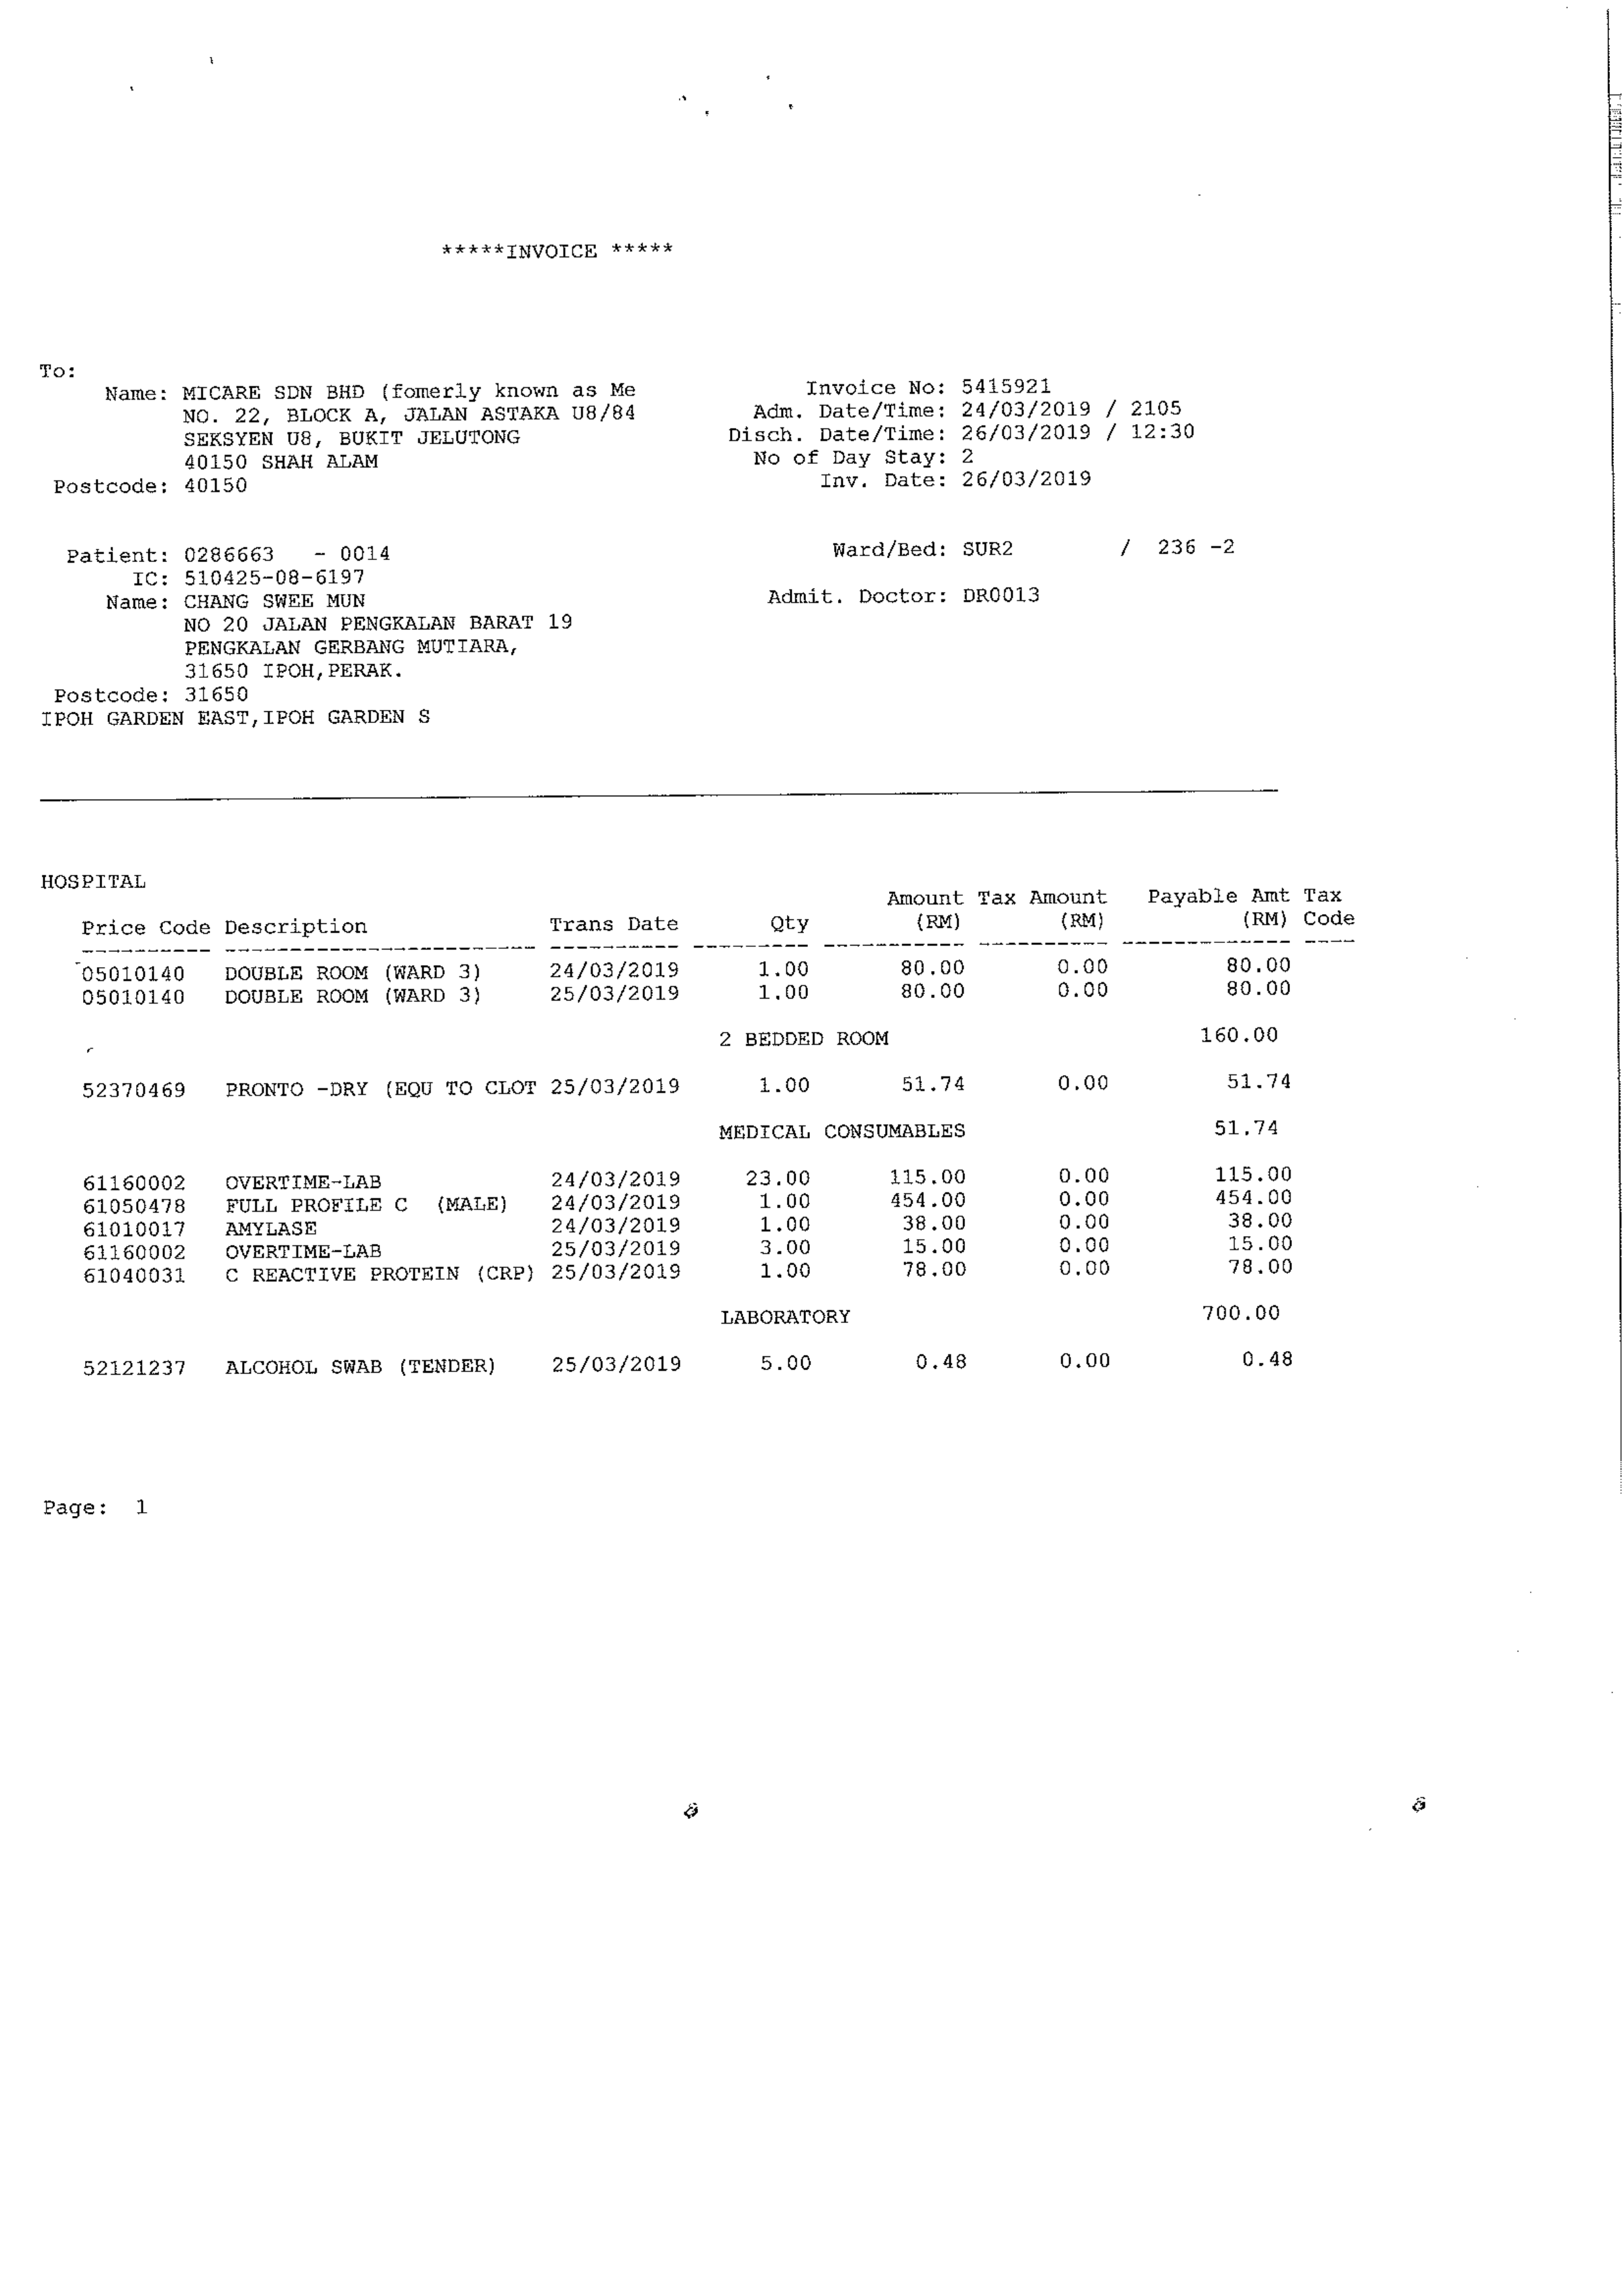 *****INVOICE *****
To:
Name: MICARE SDN BHD (fomerly known as Me
NO. 22, BLOCK A, JALAN ASTAKA U8/84
SEKSYEN U8, BUKIT JELUTONG
40150 SHAH ALAM
Postcode: 40150
Invoice No: 5415921
Adm. Date/Time: 24/03/2019 / 2105
Disch. Date/Time: 26/03/2019 / 12:30
No of Day Stay: 2
Inv. Date: 26/03/2019
Patient: 0286663 - 0014
IC: 510425-08-6197
Name: CHANG SWEE MUN
NO 20 JALAN PENGKALAN BARAT 19
PENGKALAN GERBANG MUTIARA,
31650 IPOH,PERAK.
Postcode: 31650
IPOH GARDEN EAST,IPOH GARDEN S
Ward/Bed: SUR2 / 236 -2
Admit. Doctor: DR0013
HOSPITAL
Amount Tax Amount Payable Amt Tax
Price Code Description Trans Date Qty (RM) (RM) (RM) Code
05010140 DOUBLE ROOM (WARD 3) 24/03/2019 1.00 80.00 0.00 80.00
05010140 DOUBLE ROOM (WARD 3) 25/03/2019 1.00 80.00 0.00 80.00
2 BEDDED ROOM 160.00
52370469 PRONTO -DRY (EQU TO CLOT 25/03/2019 1.00 51.74 0.00 51.74
MEDICAL CONSUMABLES 51.74
61160002 OVERTIME-LAB 24/03/2019 23.00 115.00 0.00 115.00
61050478 FULL PROFILE C (MALE) 24/03/2019 1.00 454.00 0.00 454.00
61010017 AMYLASE 24/03/2019 1.00 38.00 0.00 38.00
61160002 OVERTIME-LAB 25/03/2019 3.00 15.00 0.00 15.00
61040031 C REACTIVE PROTEIN (CRP) 25/03/2019 1.00 78.00 0.00 78.00
LABORATORY 700.00
52121237 ALCOHOL SWAB (TENDER) 25/03/2019 5.00 0.48 0.00 0.48
Page: 1